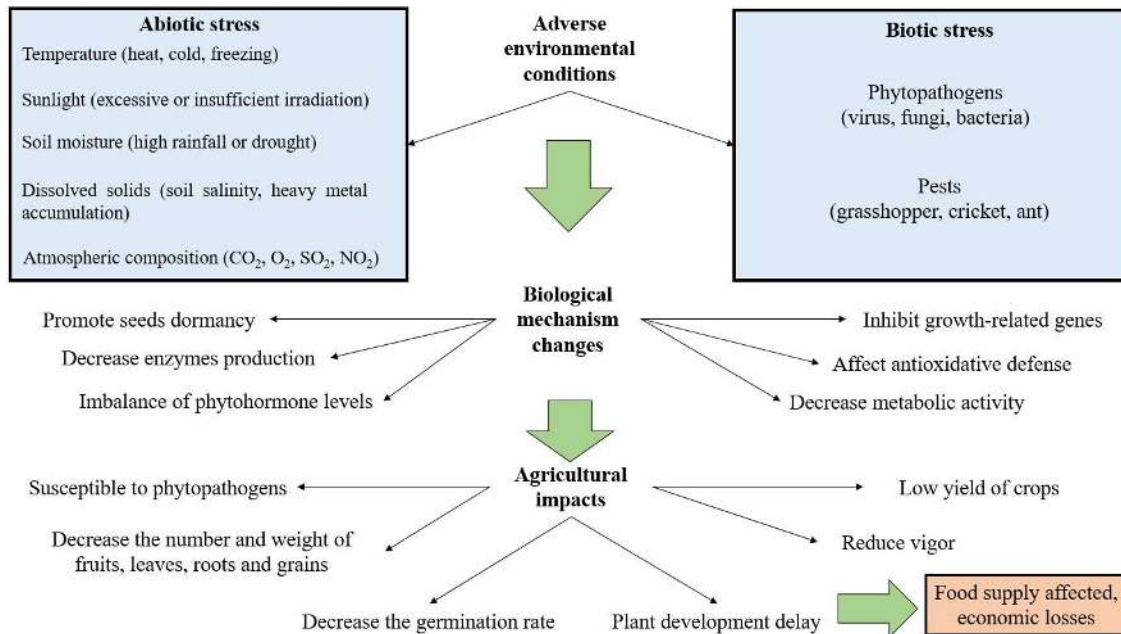 Abiotic stress
Temperature (heat, cold, freezing)
Sunlight (excessive or insufficient irradiation)
Soil moisture (high rainfall or drought)
Dissolved solids (soil salinity, heavy metal
accumulation)
Atmospheric composition (CO₂, O₂, SO₂, NO₂)
Adverse
environmental
conditions
Biotic stress
Phytopathogens
(virus, fungi, bacteria)
Pests
(grasshopper, cricket, ant)
Biological
mechanism
changes
Promote seeds dormancy
Decrease enzymes production
Imbalance of phytohormone levels
Inhibit growth-related genes
Affect antioxidative defense
Decrease metabolic activity
Agricultural
impacts
Susceptible to phytopathogens
Decrease the number and weight of
fruits, leaves, roots and grains
Decrease the germination rate
Plant development delay
Low yield of crops
Reduce vigor
Food supply affected,
economic losses